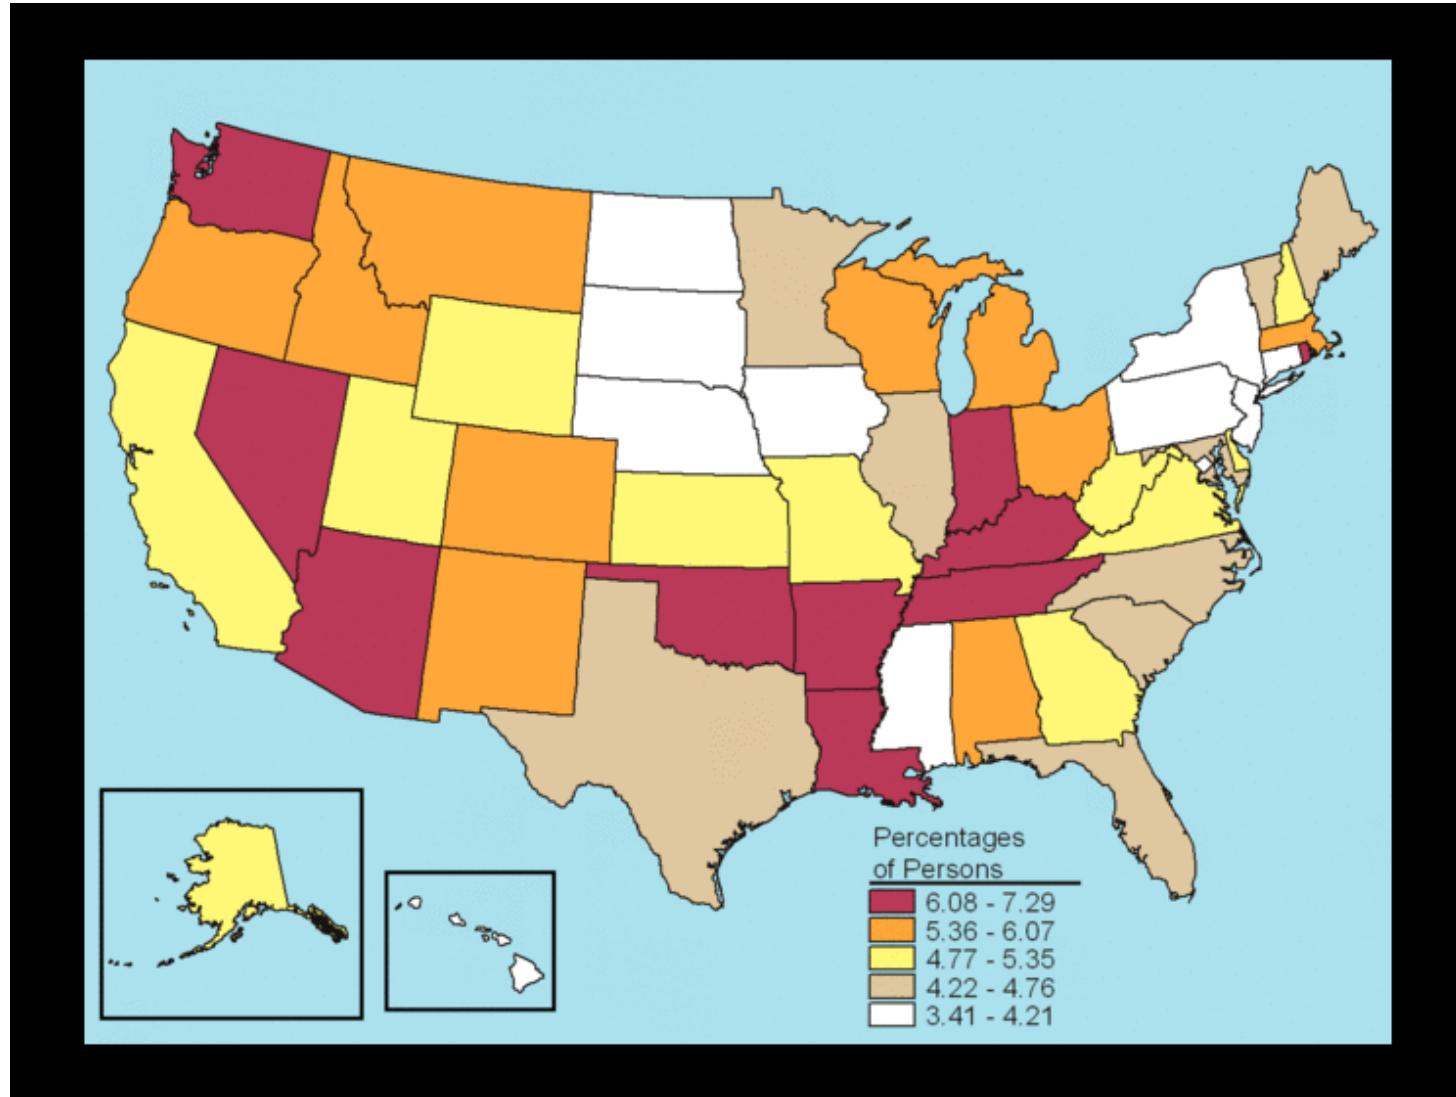 Percentages
of Persons
6.08 - 7.29
5.36 - 6.07
4.77 - 5.35
4.22 - 4.76
3.41 - 4.21